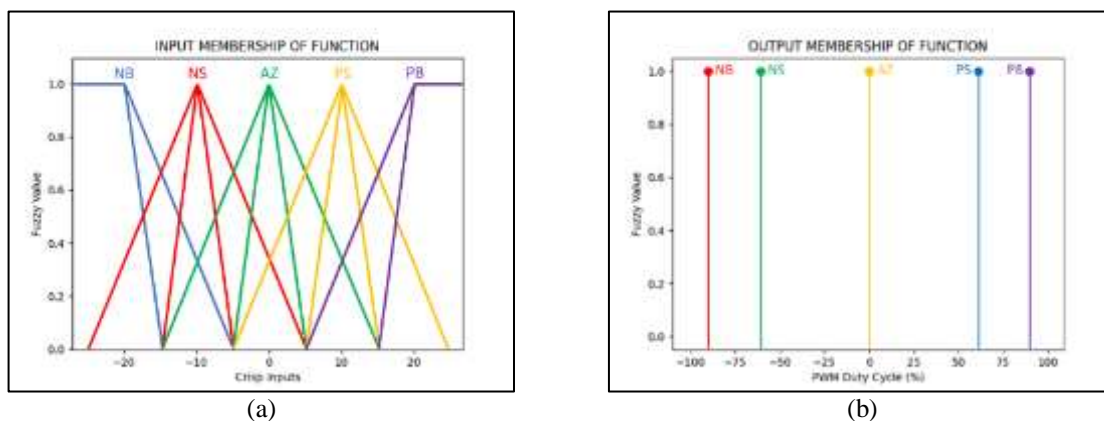 INPUT MEMBERSHIP OF FUNCTION
NB NS AZ PS PB
1.0
0.8
0.6
0.4
0.2
0.0
Fuzzy Value
−20 −10 0 10 20
Crisp Inputs
(a)
OUTPUT MEMBERSHIP OF FUNCTION
NB NS AZ PS PB
1.0
0.8
0.6
0.4
0.2
0.0
Fuzzy Value
−100 −75 −50 −25 0 25 50 75 100
PWM Duty Cycle (%)
(b)